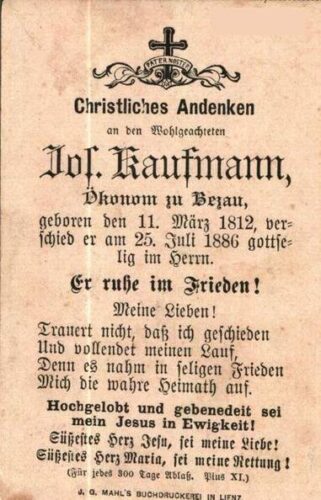 PATER NOSTER
Christliches Andenken
an den Wohlgeachteten
Jos. Kaufmann,
Ökonom zu Bezau,
geboren den 11. März 1812, ver-
schied er am 25. Juli 1886 gottse-
lig im Herrn.
Er ruhe im Frieden!
Meine Lieben!
Trauert nicht, daß ich geschieden
Und vollendet meinen Lauf,
Denn es nahm in seligen Frieden
Mich die wahre Heimath auf.
Hochgelobt und gebenedeit sei
mein Jesus in Ewigkeit!
Süßestes Herz Jesu, sei meine Liebe!
Süßestes Herz Maria, sei meine Rettung!
(Für jedes 300 Tage Ablaß. Pius XI.)
J. G. MAHL'S BUCHDRUCKEREI IN LIENZ